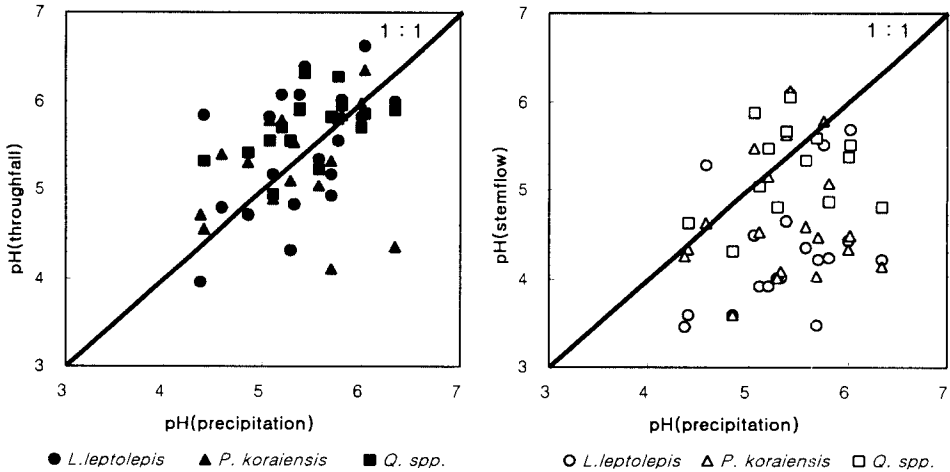 7
6
5
4
3
pH(throughfall)
1 : 1
3 4 5 6 7
pH(precipitation)
● L.leptolepis ▲ P. koraiensis ■ Q. spp.
7
6
5
4
3
pH(stemflow)
1 : 1
3 4 5 6 7
pH(precipitation)
○ L.leptolepis △ P. koraiensis □ Q. spp.